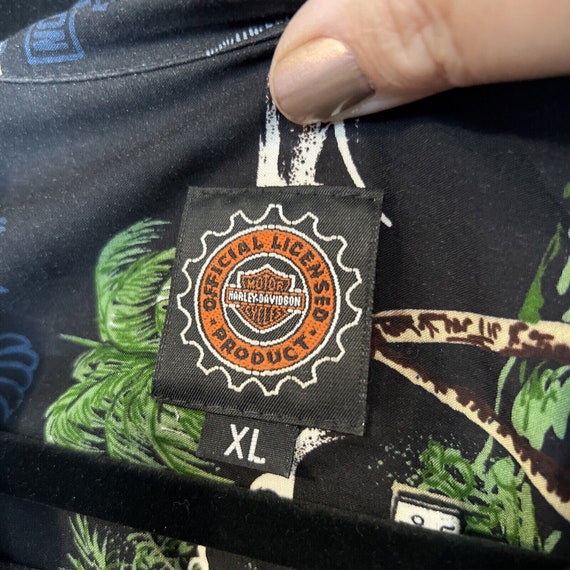 OFFICIAL LICENSED
MOTOR
HARLEY-DAVIDSON
CYCLES
PRODUCT
XL